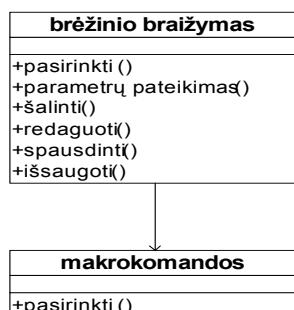 brėžinio braižymas
+pasirinkti()
+parametrų pateikimas()
+šalinti()
+redaguoti()
+spausdinti()
+išsaugoti()
makrokomandos
+pasirinkti()